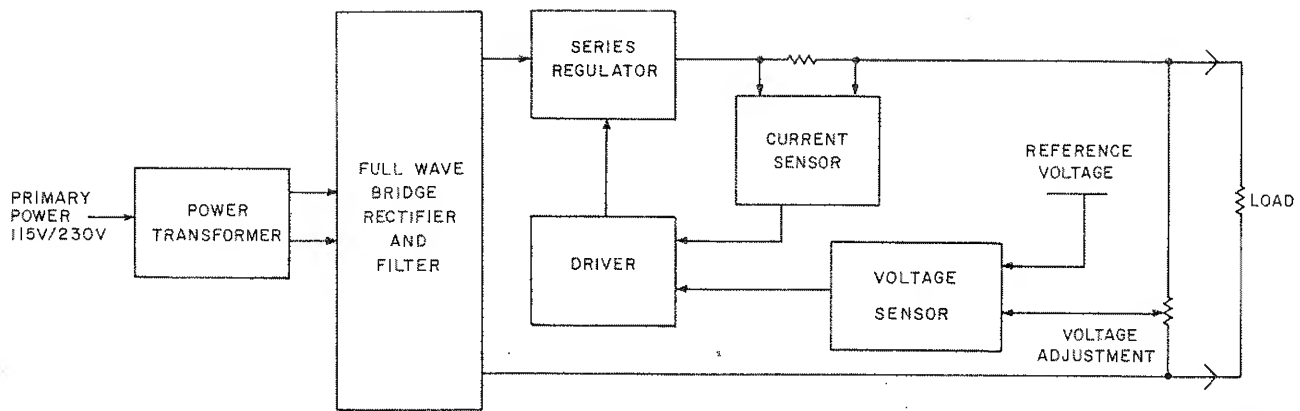 PRIMARY
POWER
115V/230V
POWER
TRANSFORMER
FULL WAVE
BRIDGE
RECTIFIER
AND
FILTER
SERIES
REGULATOR
DRIVER
CURRENT
SENSOR
VOLTAGE
SENSOR
REFERENCE
VOLTAGE
VOLTAGE
ADJUSTMENT
LOAD